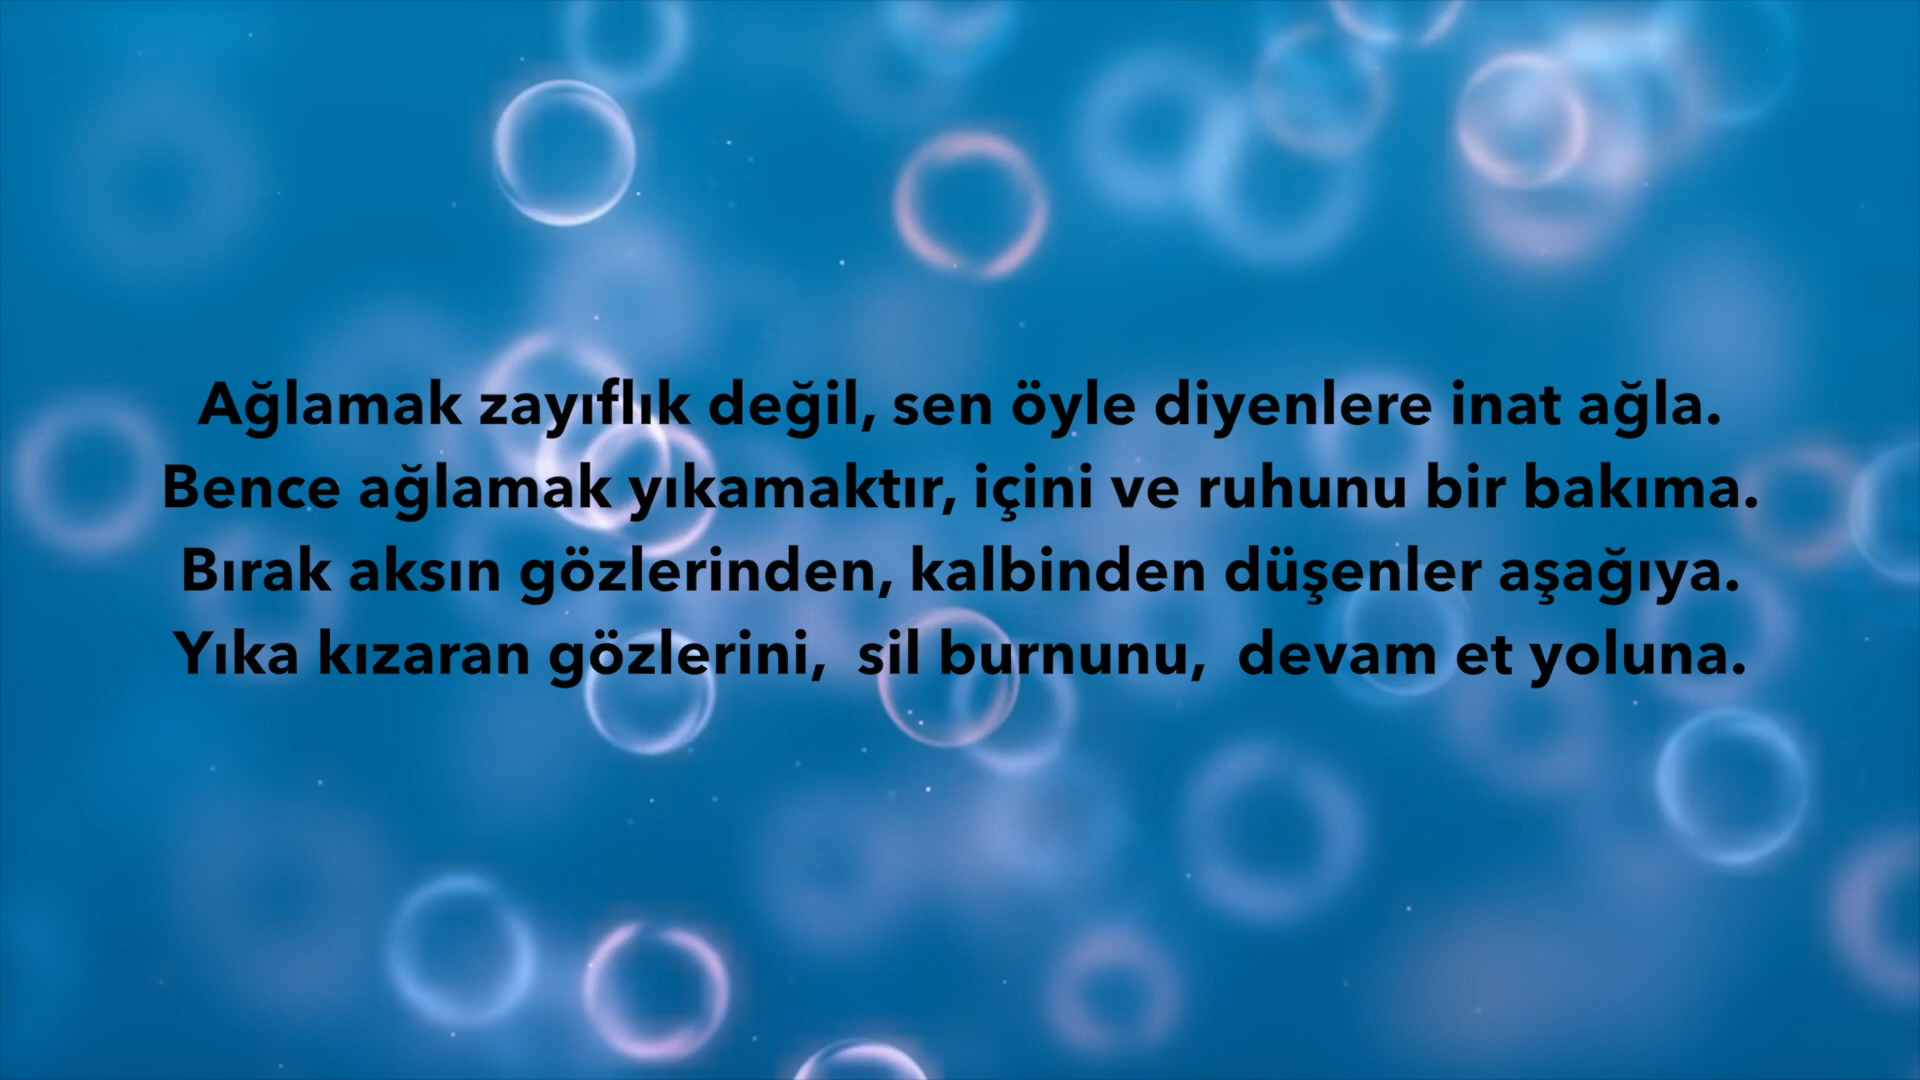 Ağlamak zayıflık değil, sen öyle diyenlere inat ağla.
Bence ağlamak yıkamaktır, içini ve ruhunu bir bakıma.
Bırak aksın gözlerinden, kalbinden düşenler aşağıya.
Yıka kızaran gözlerini,  sil burnunu,  devam et yoluna.